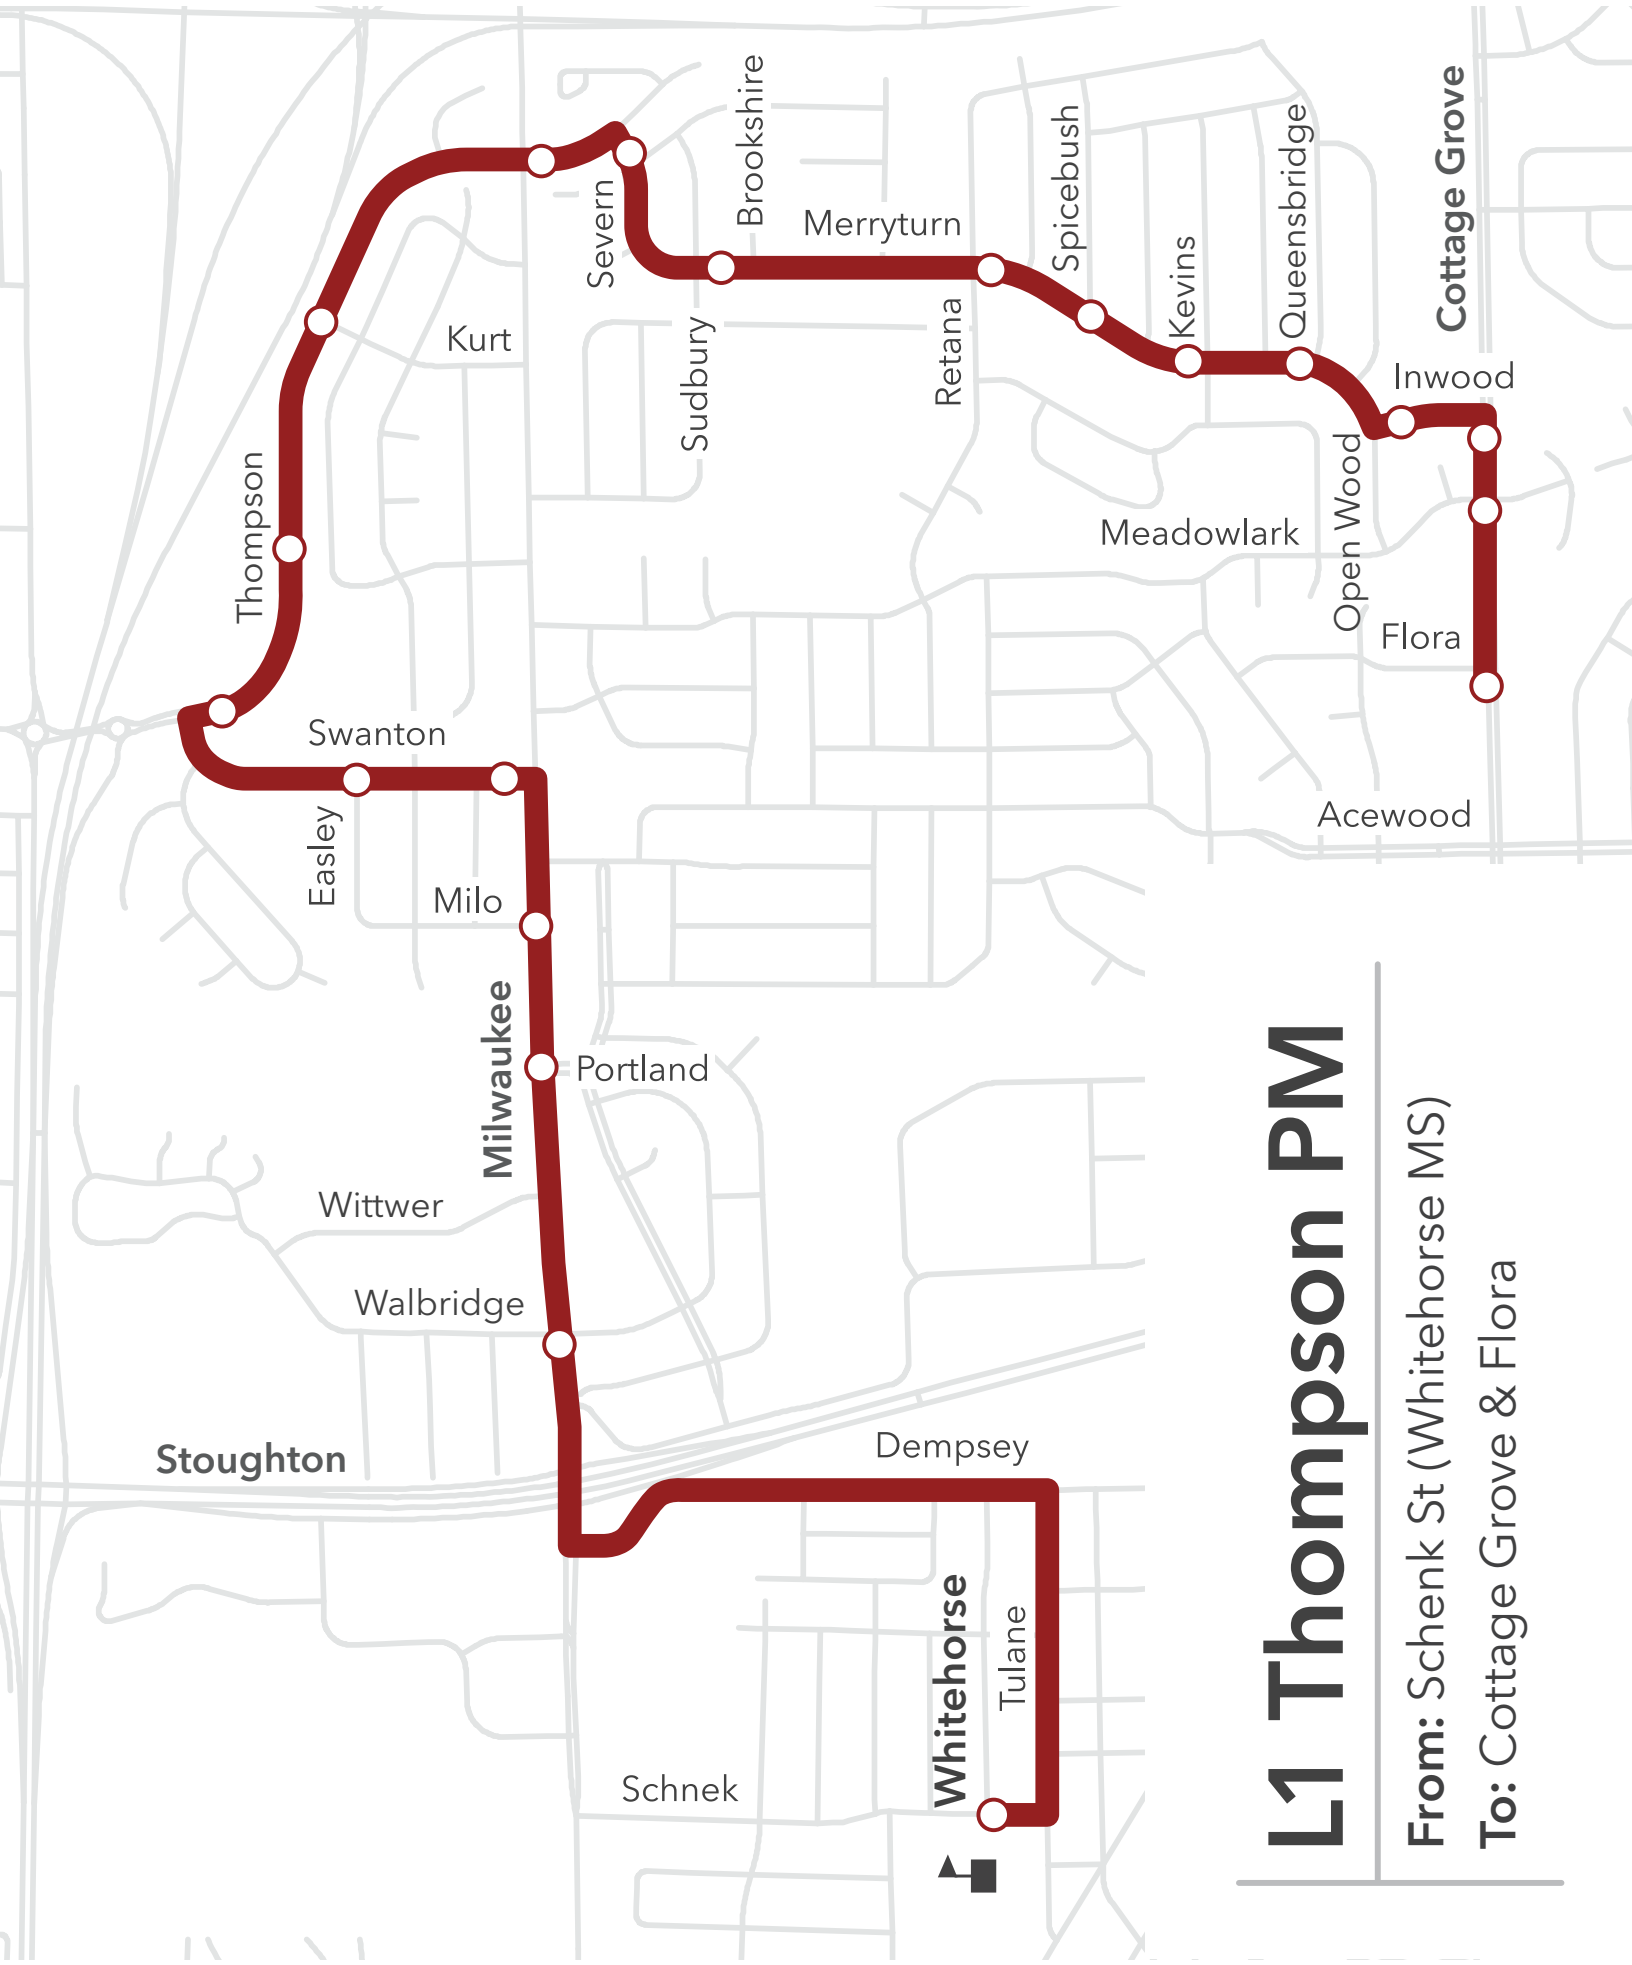 L1 Thompson PM
From: Schenk St (Whitehorse MS)
To: Cottage Grove & Flora
Brookshire
Cottage Grove
Spicebush
Queensbridge
Severn
Merryturn
Kevins
Kurt
Sudbury
Retana
Inwood
Thompson
Meadowlark
Open Wood
Flora
Swanton
Easley
Acewood
Milo
Milwaukee
Portland
Wittwer
Walbridge
Stoughton
Dempsey
Whitehorse
Tulane
Schnek